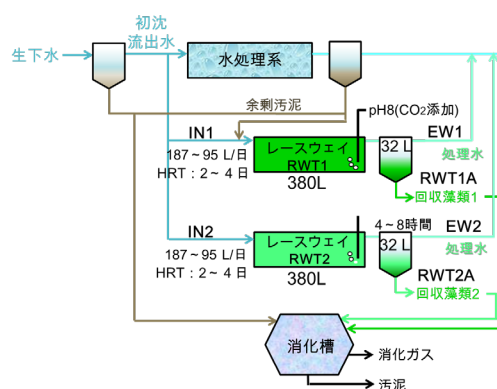 生下水
初沈
流出水
水処理系
余剰汚泥
pH8(CO₂添加)
IN1
187~95 L/日
HRT:2~4日
レースウェイ
RWT1
380L
32 L
EW1
処理水
RWT1A
回収藻類1
IN2
187~95 L/日
HRT:2~4日
レースウェイ
RWT2
380L
4~8時間
32 L
EW2
処理水
RWT2A
回収藻類2
消化槽
消化ガス
汚泥